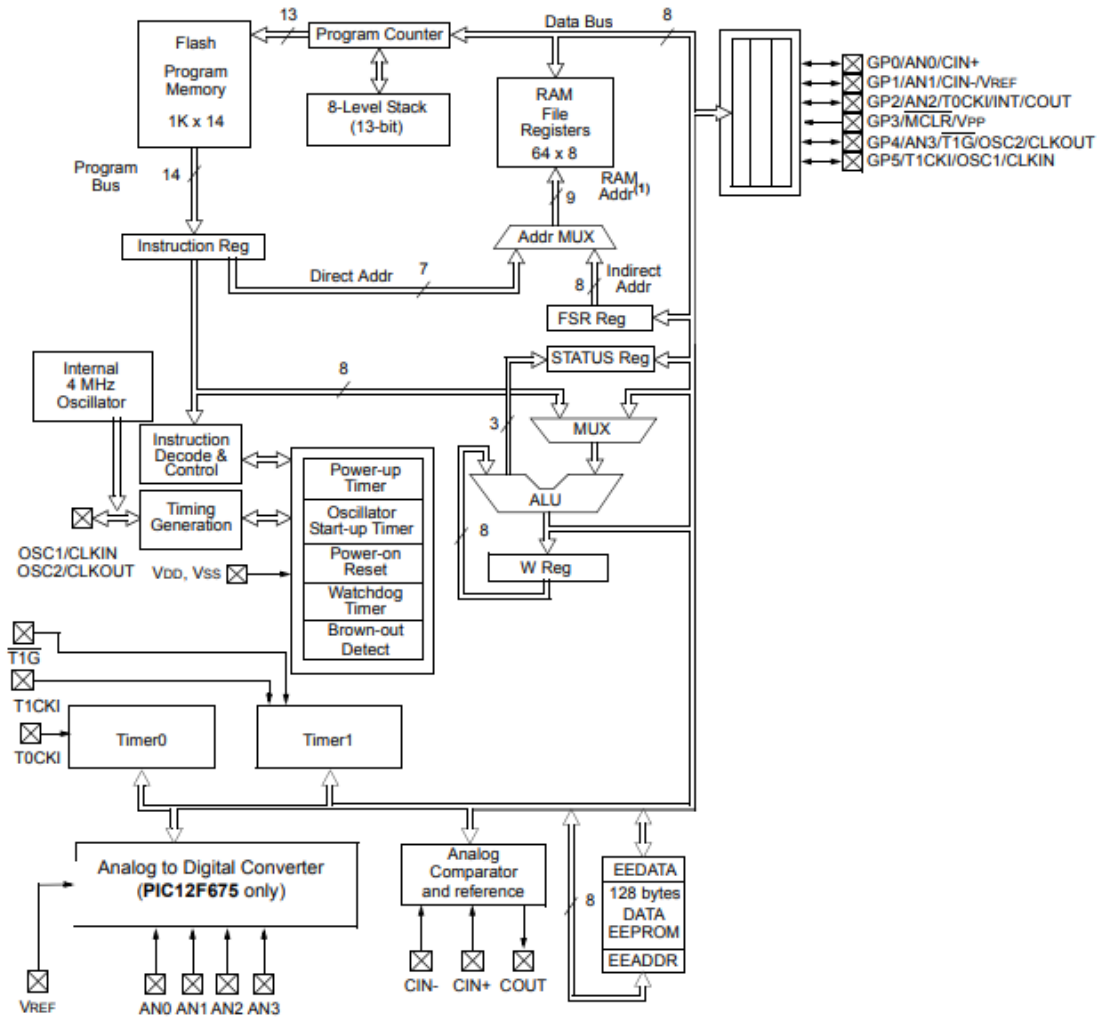 13
Data Bus
8
Flash
Program
Memory
1K x 14
Program Counter
8-Level Stack
(13-bit)
RAM
File
Registers
64 x 8
GP0/AN0/CIN+
GP1/AN1/CIN-/VREF
GP2/AN2/T0CKI/INT/COUT
GP3/MCLR/VPP
GP4/AN3/T1G/OSC2/CLKOUT
GP5/T1CKI/OSC1/CLKIN
Program
Bus
14
RAM
Addr(1)
9
Addr MUX
Instruction Reg
Direct Addr
7
8
Indirect
Addr
FSR Reg
STATUS Reg
Internal
4 MHz
Oscillator
8
3
MUX
Instruction
Decode &
Control
Power-up
Timer
ALU
Timing
Generation
Oscillator
Start-up Timer
8
OSC1/CLKIN
OSC2/CLKOUT
Power-on
Reset
W Reg
VDD, VSS
Watchdog
Timer
Brown-out
Detect
T1G
T1CKI
T0CKI
Timer0
Timer1
Analog to Digital Converter
(PIC12F675 only)
Analog
Comparator
and reference
EEDATA
128 bytes
DATA
EEPROM
EEADDR
8
VREF
AN0 AN1 AN2 AN3
CIN- CIN+ COUT